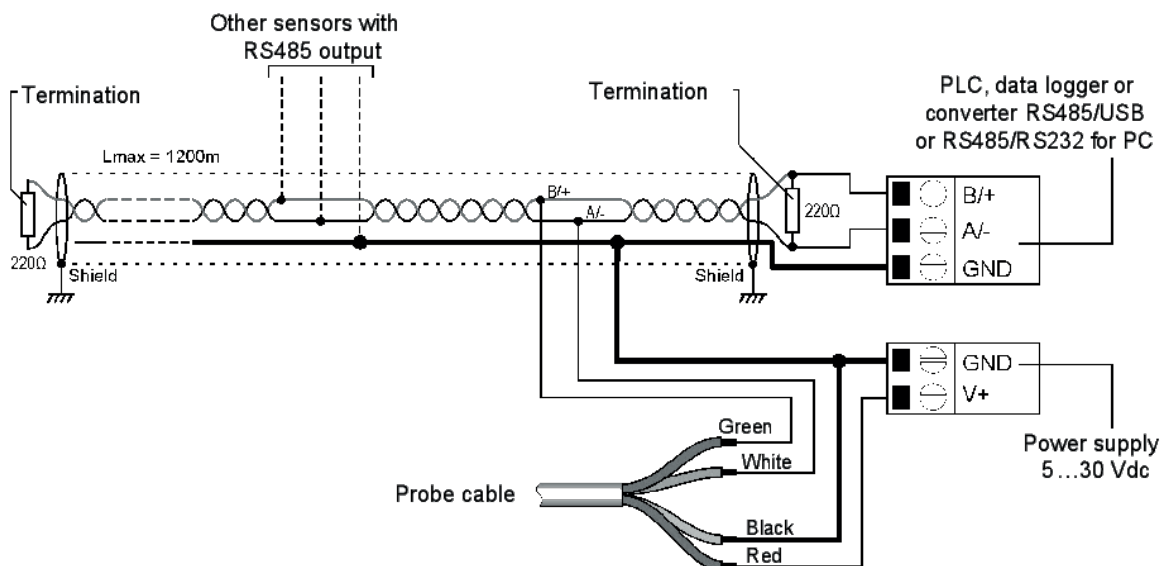 Other sensors with
RS485 output
Termination
Termination
PLC, data logger or
converter RS485/USB
or RS485/RS232 for PC
Lmax = 1200m
B/+
A/-
220Ω
220Ω
Shield
Shield
B/+
A/-
GND
GND
V+
Power supply
5...30 Vdc
Green
White
Probe cable
Black
Red